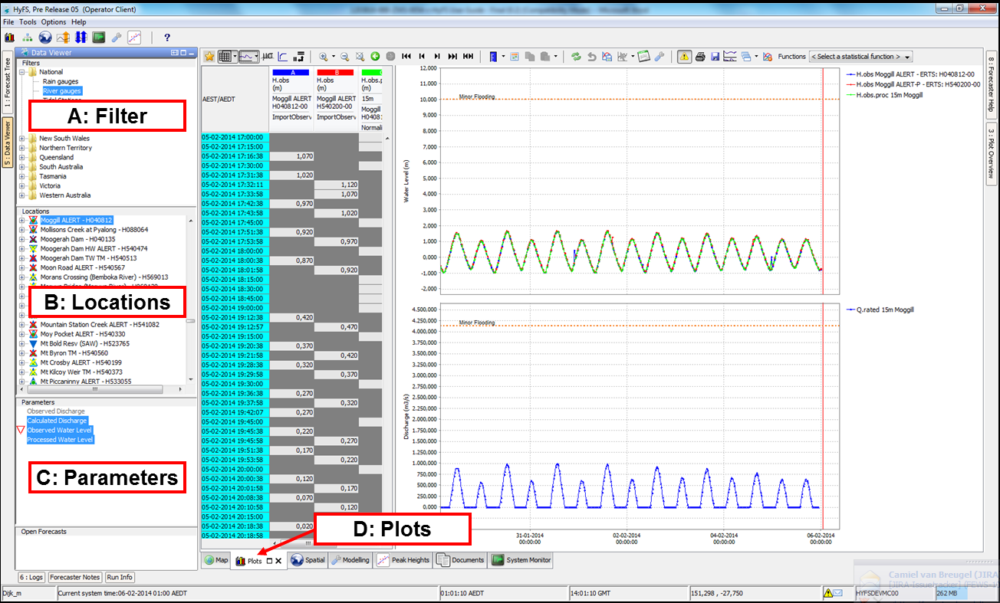 HyFS, Pre Release 05 (Operator Client)
File Tools Options Help
Data Viewer
1 : Forecast Tree
5 : Data Viewer
Filters
National
Rain gauges
River gauges
A: Filter
New South Wales
Northern Territory
Queensland
South Australia
Tasmania
Victoria
Western Australia
Locations
Moggill ALERT - H040812
Mollisons Creek at Pyalong - H088064
Moogerah Dam - H040135
Moogerah Dam HW ALERT - H540474
Moogerah Dam TW TM - H540513
Moon Road ALERT - H540567
Morans Crossing (Bemboka River) - H569013
B: Locations
Mountain Station Creek ALERT - H541082
Moy Pocket ALERT - H540330
Mt Bold Resv (SAW) - H523765
Mt Byron TM - H540560
Mt Crosby ALERT - H540199
Mt Kilcoy Weir TM - H540373
Mt Piccaninny ALERT - H533055
Parameters
Observed Discharge
Calculated Discharge
Observed Water Level
Processed Water Level
C: Parameters
Open Forecasts
Functions < Select a statistical function >
AEST/AEDT
A B
H.obs H.obs H.obs.p
(m) (m) (m)
Moggill ALERT Moggill ALERT 15m
H040812-00 H540200-00 Moggill
H0408
ImportObserv ImportObserv Normali
05-02-2014 17:00:00
05-02-2014 17:15:00
05-02-2014 17:16:38 1,070
05-02-2014 17:30:00
05-02-2014 17:31:38 1,020
05-02-2014 17:32:11 1,120
05-02-2014 17:33:58 1,070
05-02-2014 17:42:38 0,970
05-02-2014 17:43:58 1,020
05-02-2014 17:45:00
05-02-2014 17:51:38 0,920
05-02-2014 17:53:58 0,970
05-02-2014 18:00:00
05-02-2014 18:00:38 0,870
05-02-2014 18:01:58 0,920
05-02-2014 18:15:00
05-02-2014 18:30:00
05-02-2014 18:45:00
05-02-2014 19:00:00
05-02-2014 19:12:38 0,420
05-02-2014 19:12:57 0,470
05-02-2014 19:15:00
05-02-2014 19:20:38 0,370
05-02-2014 19:21:58 0,420
05-02-2014 19:28:38 0,320
05-02-2014 19:29:58 0,370
05-02-2014 19:30:00
05-02-2014 19:36:38 0,270
05-02-2014 19:37:58 0,320
05-02-2014 19:42:07 0,270
05-02-2014 19:45:00
05-02-2014 19:45:38 0,220
05-02-2014 19:45:58 0,270
05-02-2014 19:51:38 0,170
05-02-2014 19:53:58 0,220
05-02-2014 20:00:00
05-02-2014 20:00:38 0,120
05-02-2014 20:01:58 0,170
05-02-2014 20:08:38 0,070
05-02-2014 20:10:58 0,120
05-02-2014 20:15:00
05-02-2014 20:18:38 0,020
05-02-2014 20:18:58
D: Plots
Water Level (m)
12.000
11.000
10.000
9.000
8.000
7.000
6.000
5.000
4.000
3.000
2.000
1.000
0.000
-1.000
-2.000
Minor Flooding
H.obs Moggill ALERT - ERTS: H040812-00
H.obs Moggill ALERT-P - ERTS: H540200-00
H.obs.proc 15m Moggill
Discharge (m3/s)
4.500.000
4.250.000
4.000.000
3.750.000
3.500.000
3.250.000
3.000.000
2.750.000
2.500.000
2.250.000
2.000.000
1.750.000
1.500.000
1.250.000
1.000.000
750.000
500.000
250.000
0.000
Minor Flooding
Q.rated 15m Moggill
31-01-2014 02-02-2014 04-02-2014 06-02-2014
00:00:00 00:00:00 00:00:00 00:00:00
8 : Forecaster Help
3 : Plot Overview
Map Plots Spatial Modelling Peak Heights Documents System Monitor
6 : Logs Forecaster Notes Run Info
Camiel van Breugel (JIRA
[JIRA Issuetracker] (FEWS-1
Dijk_m Current system time:06-02-2014 01:00 AEDT 01:01:10 AEDT 14:01:10 GMT 151,298 , -27,750 HYFSDEVMC00 262 MB